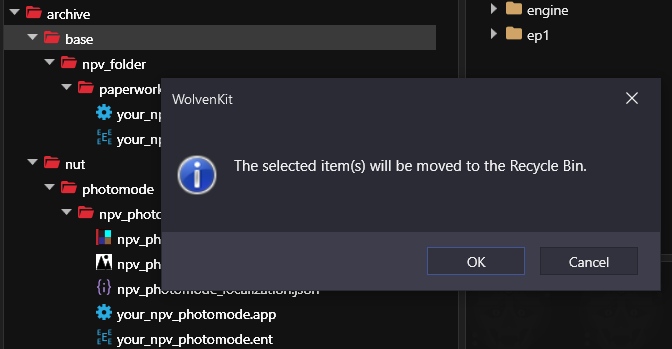 archive
base
npv_folder
paperwork
your_np
your_np
nut
photomode
npv_photo
npv_ph
npv_ph
npv_photomode_localization.json
your_npv_photomode.app
your_npv_photomode.ent
engine
ep1
WolvenKit
The selected item(s) will be moved to the Recycle Bin.
OK
Cancel